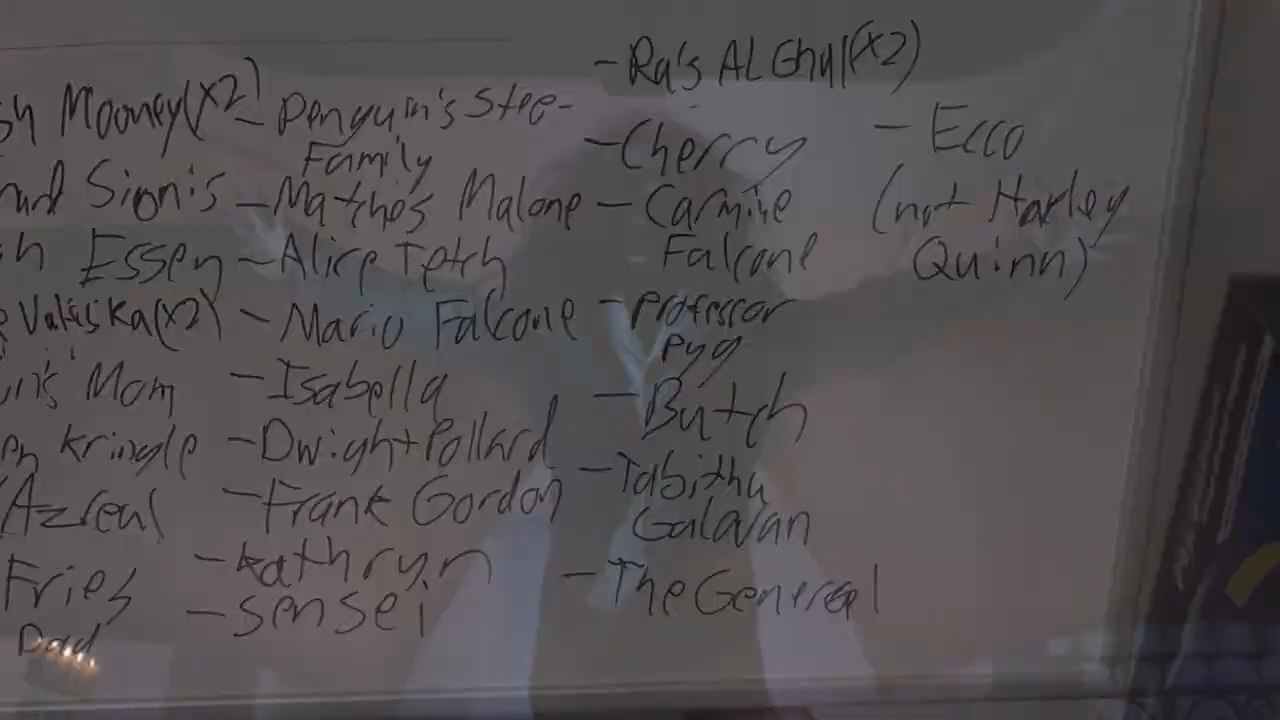 Mooney(x2)
Sionis
Essen
Valeska(x2)
Mom
Kringle
Azreal
Fries
Dad
- Penguin's Step-
Family
- Mathis Malone
- Alice Tetch
- Mario Falcone
- Isabella
- Dwight Pollard
- Frank Gordon
- Kathryn
- Sensei
- Ra's AL Ghul(x2)
- Cherry
- Carmine
Falcone
- Professor
Pyg
- Butch
- Tabitha
Galavan
- The General
- Ecco
(not Harley
Quinn)